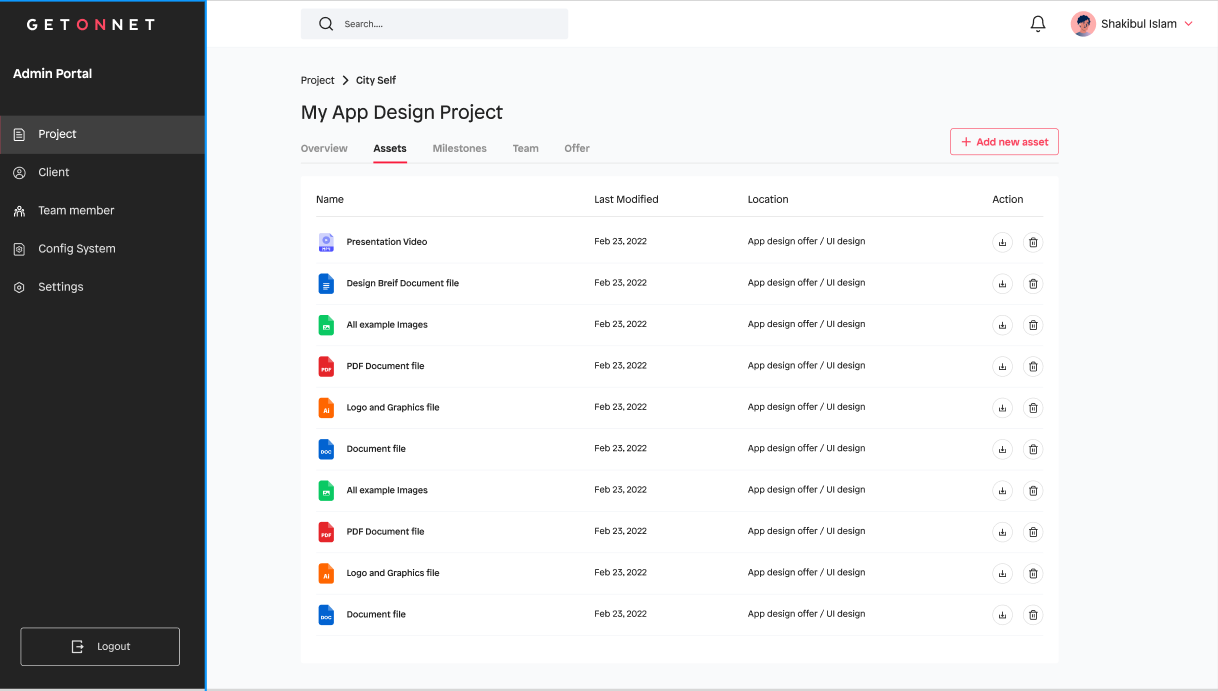 GETONNET
Search....
Shakibul Islam
Admin Portal
Project
Client
Team member
Config System
Settings
Logout
Project > City Self
My App Design Project
Overview Assets Milestones Team Offer
+ Add new asset
Name Last Modified Location Action
MP4 Presentation Video Feb 23, 2022 App design offer / UI design
Design Breif Document file Feb 23, 2022 App design offer / UI design
All example Images Feb 23, 2022 App design offer / UI design
PDF PDF Document file Feb 23, 2022 App design offer / UI design
Ai Logo and Graphics file Feb 23, 2022 App design offer / UI design
DOC Document file Feb 23, 2022 App design offer / UI design
All example Images Feb 23, 2022 App design offer / UI design
PDF PDF Document file Feb 23, 2022 App design offer / UI design
Ai Logo and Graphics file Feb 23, 2022 App design offer / UI design
DOC Document file Feb 23, 2022 App design offer / UI design